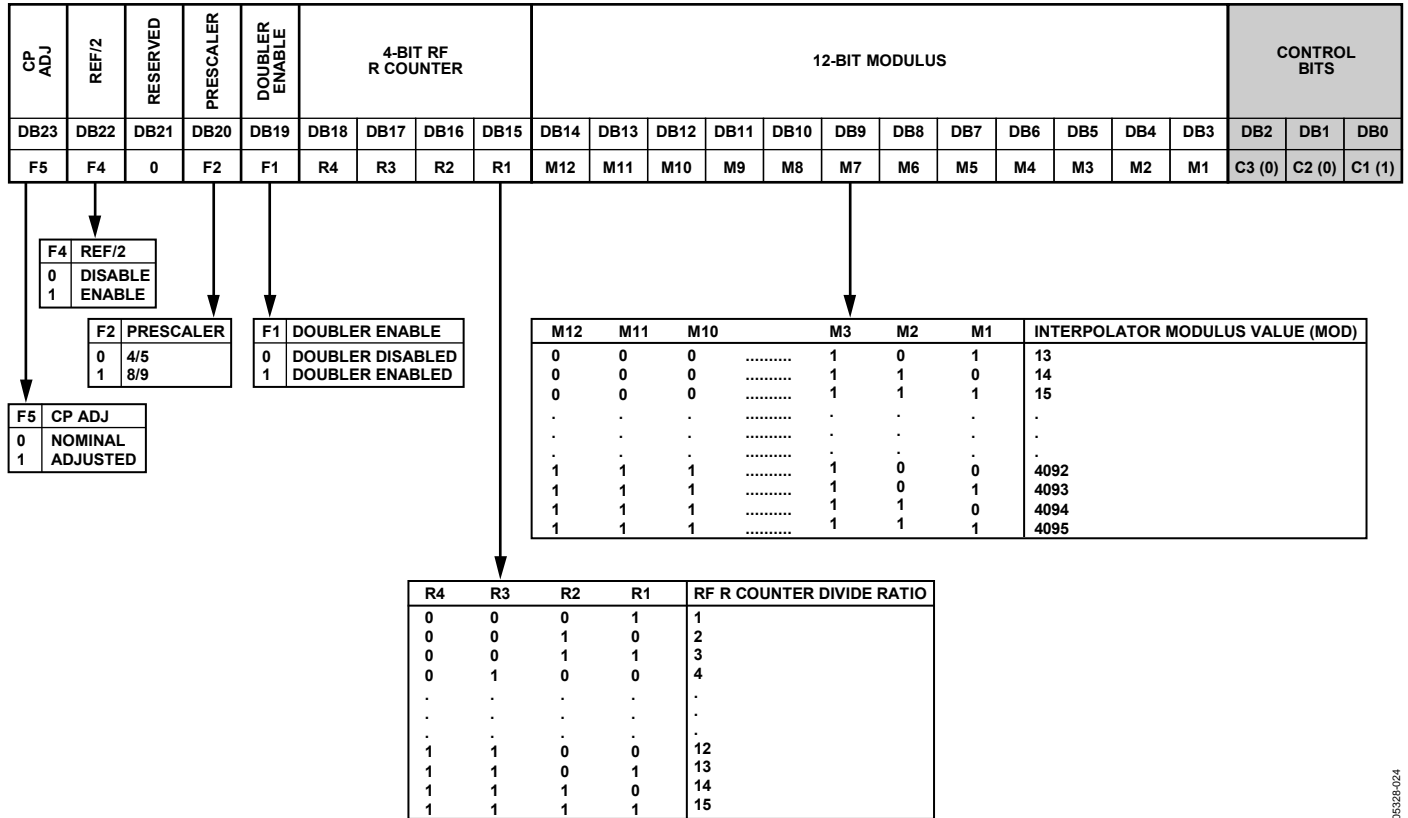 CP ADJ REF/2 RESERVED PRESCALER DOUBLER ENABLE 4-BIT RF R COUNTER 12-BIT MODULUS CONTROL BITS
DB23 DB22 DB21 DB20 DB19 DB18 DB17 DB16 DB15 DB14 DB13 DB12 DB11 DB10 DB9 DB8 DB7 DB6 DB5 DB4 DB3 DB2 DB1 DB0
F5 F4 0 F2 F1 R4 R3 R2 R1 M12 M11 M10 M9 M8 M7 M6 M5 M4 M3 M2 M1 C3 (0) C2 (0) C1 (1)
F4 REF/2
0 DISABLE
1 ENABLE
F2 PRESCALER
0 4/5
1 8/9
F1 DOUBLER ENABLE
0 DOUBLER DISABLED
1 DOUBLER ENABLED
F5 CP ADJ
0 NOMINAL
1 ADJUSTED
M12 M11 M10 M3 M2 M1 INTERPOLATOR MODULUS VALUE (MOD)
0 0 0 .......... 1 0 1 13
0 0 0 .......... 1 1 0 14
0 0 0 .......... 1 1 1 15
. . . .......... . . . .
. . . .......... . . . .
. . . .......... . . . .
1 1 1 .......... 1 0 0 4092
1 1 1 .......... 1 0 1 4093
1 1 1 .......... 1 1 0 4094
1 1 1 .......... 1 1 1 4095
R4 R3 R2 R1 RF R COUNTER DIVIDE RATIO
0 0 0 1 1
0 0 1 0 2
0 0 1 1 3
0 1 0 0 4
. . . . .
. . . . .
. . . . .
1 1 0 0 12
1 1 0 1 13
1 1 1 0 14
1 1 1 1 15
05328-024